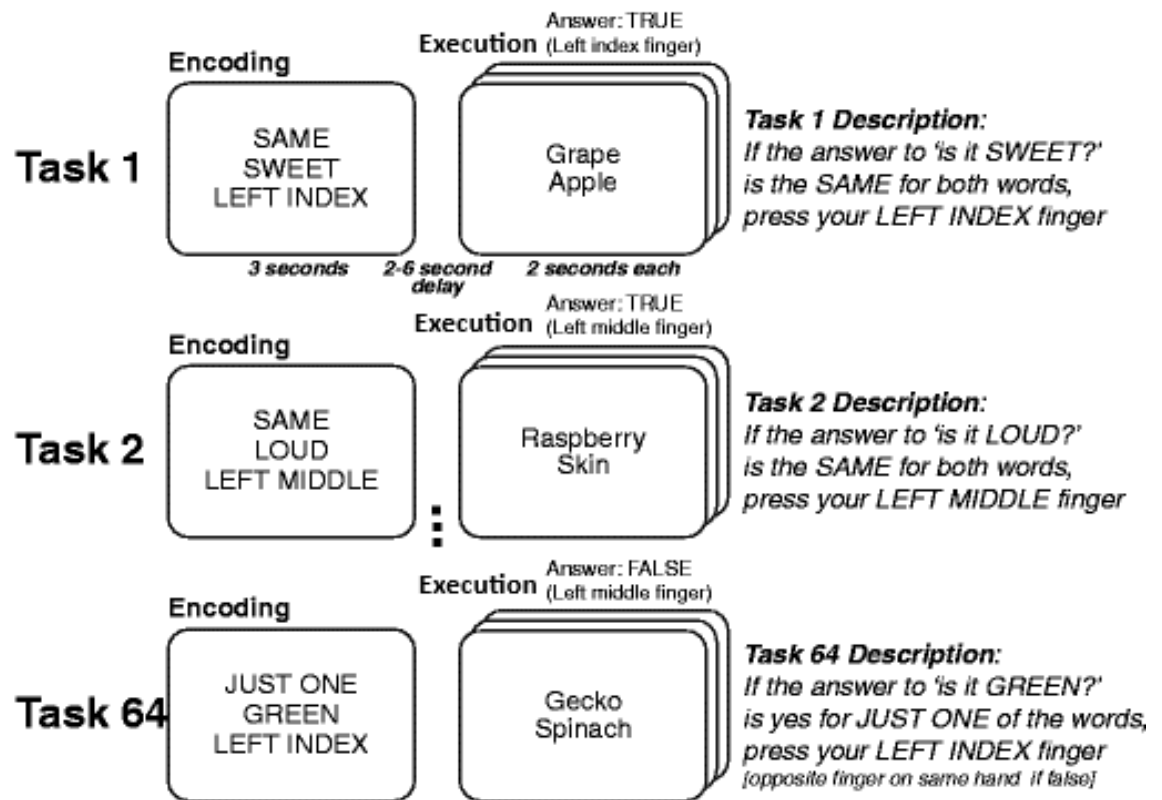 Answer: TRUE
Execution (Left index finger)
Encoding
Task 1
SAME
SWEET
LEFT INDEX
Grape
Apple
Task 1 Description:
If the answer to 'is it SWEET?'
is the SAME for both words,
press your LEFT INDEX finger
3 seconds
2-6 second
delay
2 seconds each
Answer: TRUE
Execution (Left middle finger)
Encoding
Task 2
SAME
LOUD
LEFT MIDDLE
Raspberry
Skin
Task 2 Description:
If the answer to 'is it LOUD?'
is the SAME for both words,
press your LEFT MIDDLE finger
Answer: FALSE
Execution (Left middle finger)
Encoding
Task 64
JUST ONE
GREEN
LEFT INDEX
Gecko
Spinach
Task 64 Description:
If the answer to 'is it GREEN?'
is yes for JUST ONE of the words,
press your LEFT INDEX finger
[opposite finger on same hand if false]